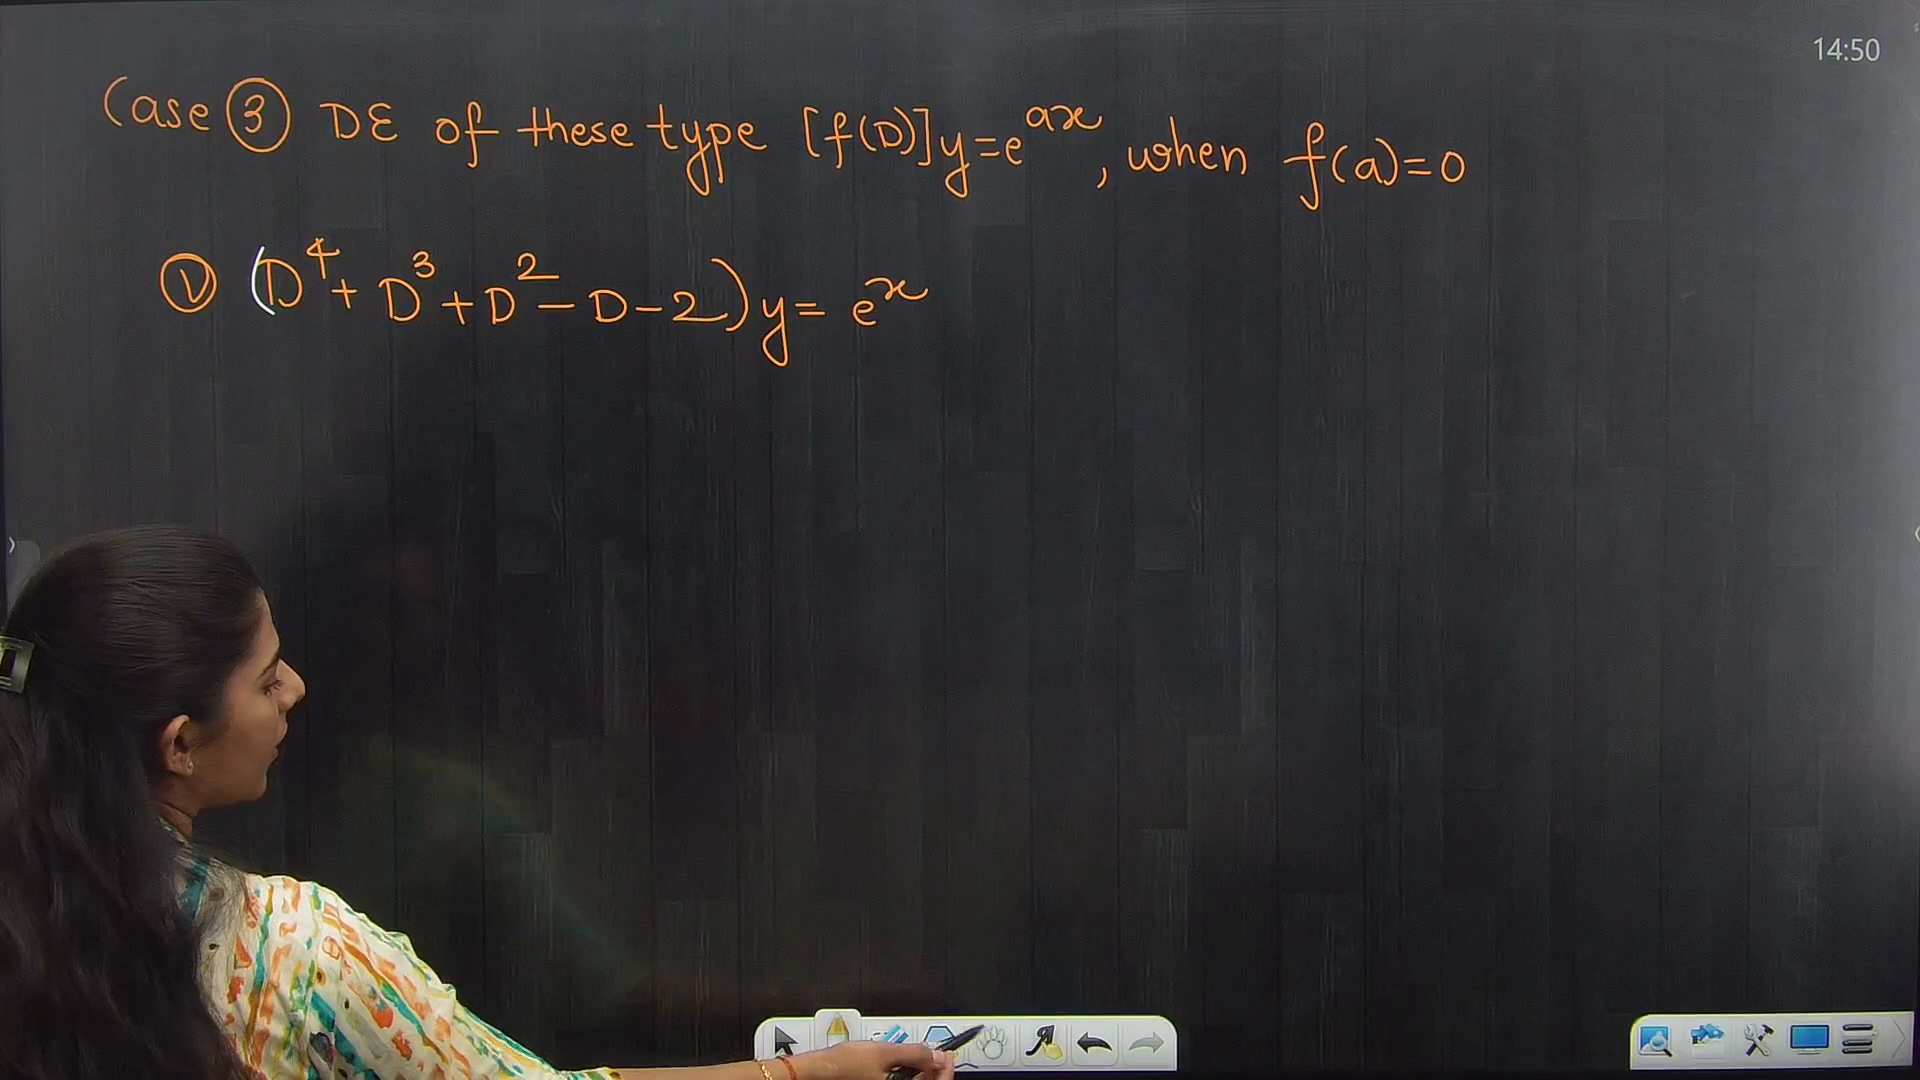 14:50
Case ③ DE of these type [f(D)]y=e^{ax}, when f(a)=0
① (D^4+D^3+D^2-D-2)y=e^x